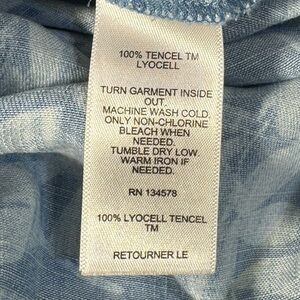 100% TENCEL TM
LYOCELL
TURN GARMENT INSIDE
OUT.
MACHINE WASH COLD.
ONLY NON-CHLORINE
BLEACH WHEN
NEEDED.
TUMBLE DRY LOW.
WARM IRON IF
NEEDED.
RN 134578
100% LYOCELL TENCEL
TM
RETOURNER LE